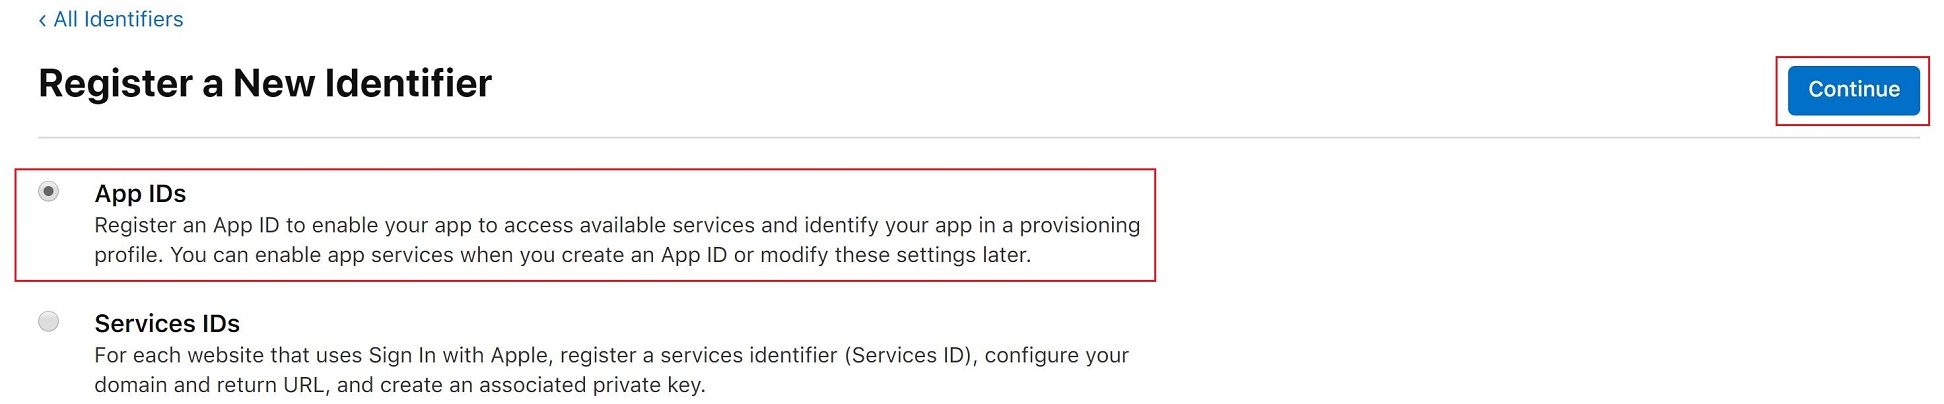 ‹ All Identifiers
Register a New Identifier
Continue
App IDs
Register an App ID to enable your app to access available services and identify your app in a provisioning
profile. You can enable app services when you create an App ID or modify these settings later.
Services IDs
For each website that uses Sign In with Apple, register a services identifier (Services ID), configure your
domain and return URL, and create an associated private key.